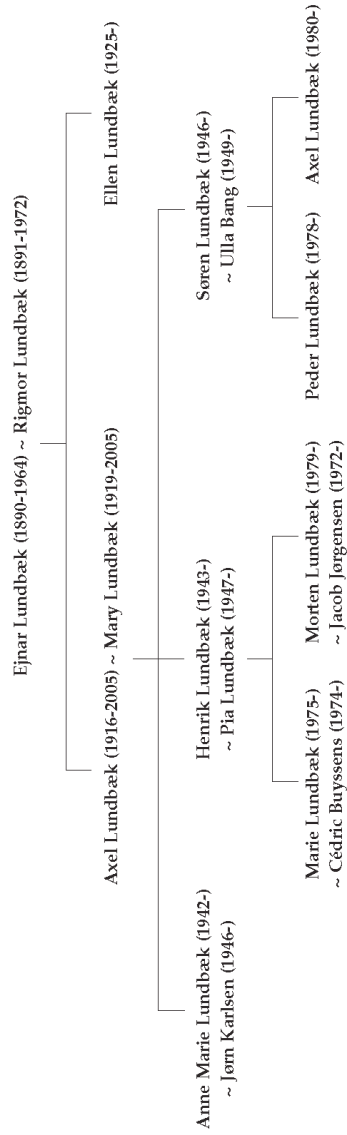 Ejnar Lundbæk (1890-1964) ~ Rigmor Lundbæk (1891-1972)
Axel Lundbæk (1916-2005) ~ Mary Lundbæk (1919-2005)
Ellen Lundbæk (1925-)
Anne Marie Lundbæk (1942-)
~ Jørn Karlsen (1946-)
Henrik Lundbæk (1943-)
~ Pia Lundbæk (1947-)
Søren Lundbæk (1946-)
~ Ulla Bang (1949-)
Marie Lundbæk (1975-)
~ Cédric Buyssens (1974-)
Morten Lundbæk (1979-)
~ Jacob Jørgensen (1972-)
Peder Lundbæk (1978-)
Axel Lundbæk (1980-)